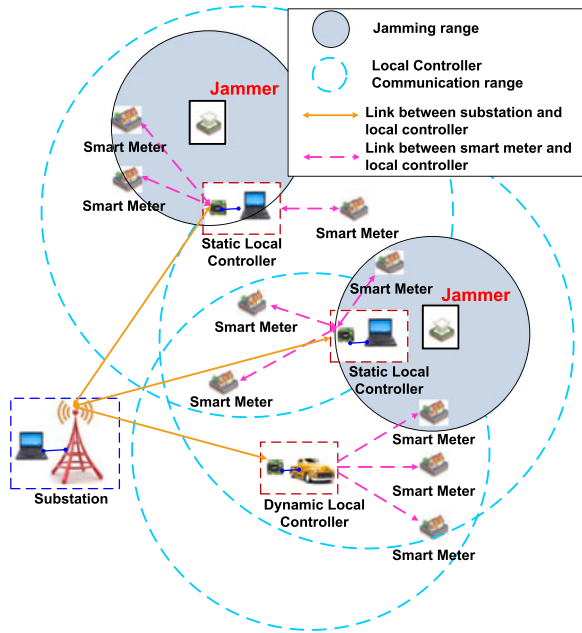 Jamming range
Local Controller
Communication range
Link between substation and
local controller
Link between smart meter and
local controller
Jammer
Smart Meter
Smart Meter
Smart Meter
Static Local
Controller
Smart Meter
Jammer
Smart Meter
Smart Meter
Static Local
Controller
Smart Meter
Smart Meter
Smart Meter
Substation
Dynamic Local
Controller